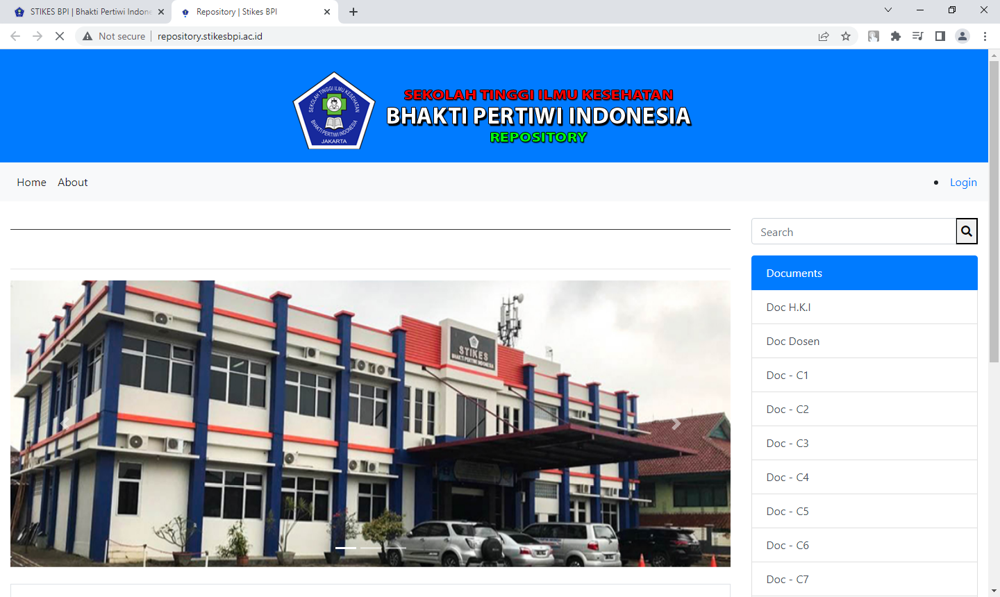 STIKES BPI | Bhakti Pertiwi Indone
Repository | Stikes BPI
Not secure
repository.stikesbpi.ac.id
SEKOLAH TINGGI ILMU KESEHATAN
BHAKTI PERTIWI INDONESIA
JAKARTA
SEKOLAH TINGGI ILMU KESEHATAN
BHAKTI PERTIWI INDONESIA
REPOSITORY
Home
About
Login
Search
Documents
Doc H.K.I
Doc Dosen
Doc - C1
Doc - C2
Doc - C3
Doc - C4
Doc - C5
Doc - C6
Doc - C7
STIKES
BHAKTI PERTIWI INDONESIA